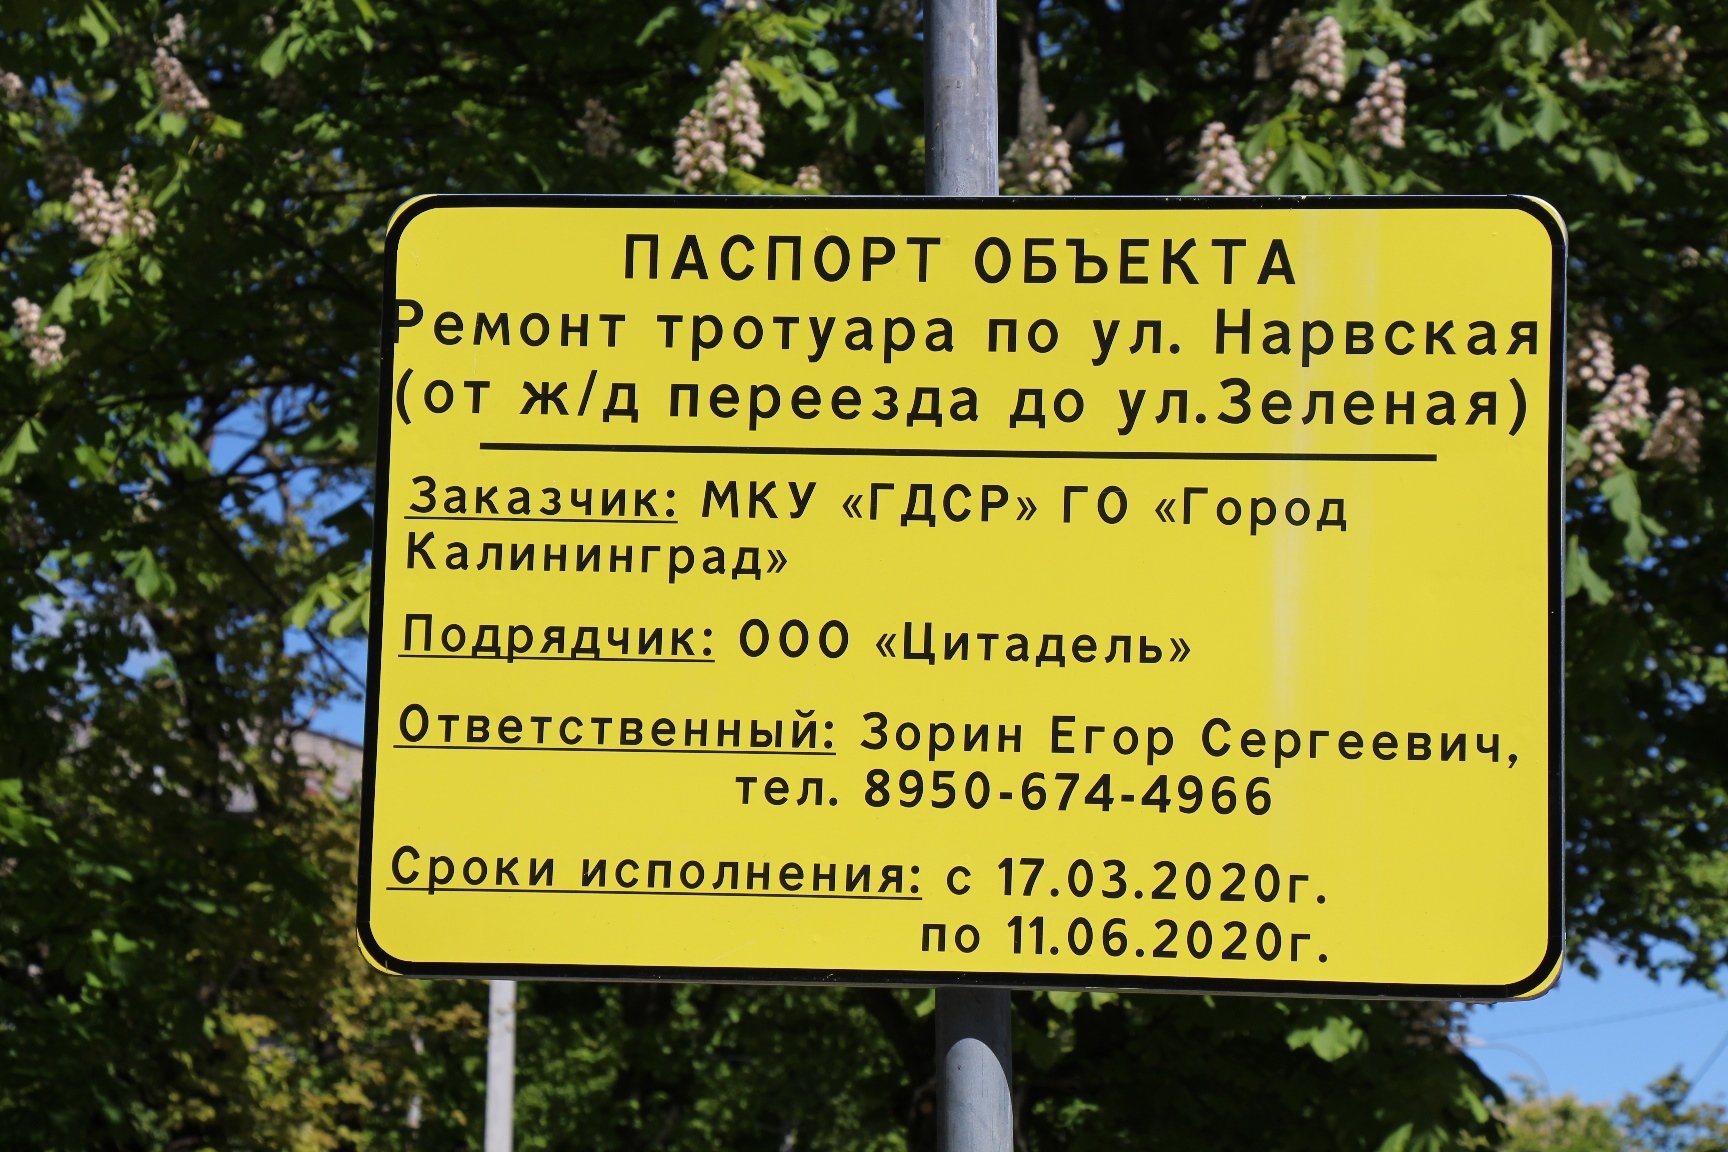 ПАСПОРТ ОБЪЕКТА
Ремонт тротуара по ул. Нарвская
(от ж/д переезда до ул.Зеленая)
Заказчик: МКУ «ГДСР» ГО «Город
Калининград»
Подрядчик: ООО «Цитадель»
Ответственный: Зорин Егор Сергеевич,
тел. 8950-674-4966
Сроки исполнения: с 17.03.2020г.
по 11.06.2020г.